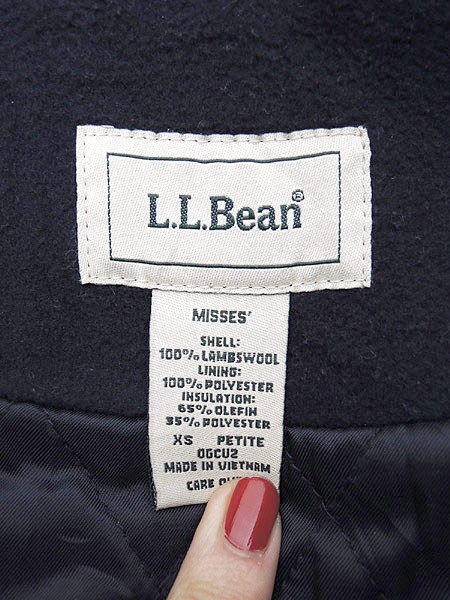 L.L.Bean®
MISSES'
SHELL:
100% LAMBSWOOL
LINING:
100% POLYESTER
INSULATION:
65% OLEFIN
35% POLYESTER
XS PETITE
0GCU2
MADE IN VIETNAM
CARE